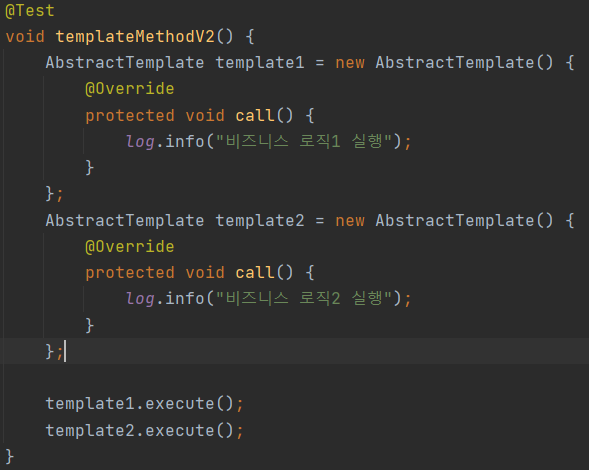 @Test
void templateMethodV2() {
    AbstractTemplate template1 = new AbstractTemplate() {
        @Override
        protected void call() {
            log.info("비즈니스 로직1 실행");
        }
    };
    AbstractTemplate template2 = new AbstractTemplate() {
        @Override
        protected void call() {
            log.info("비즈니스 로직2 실행");
        }
    };

    template1.execute();
    template2.execute();
}